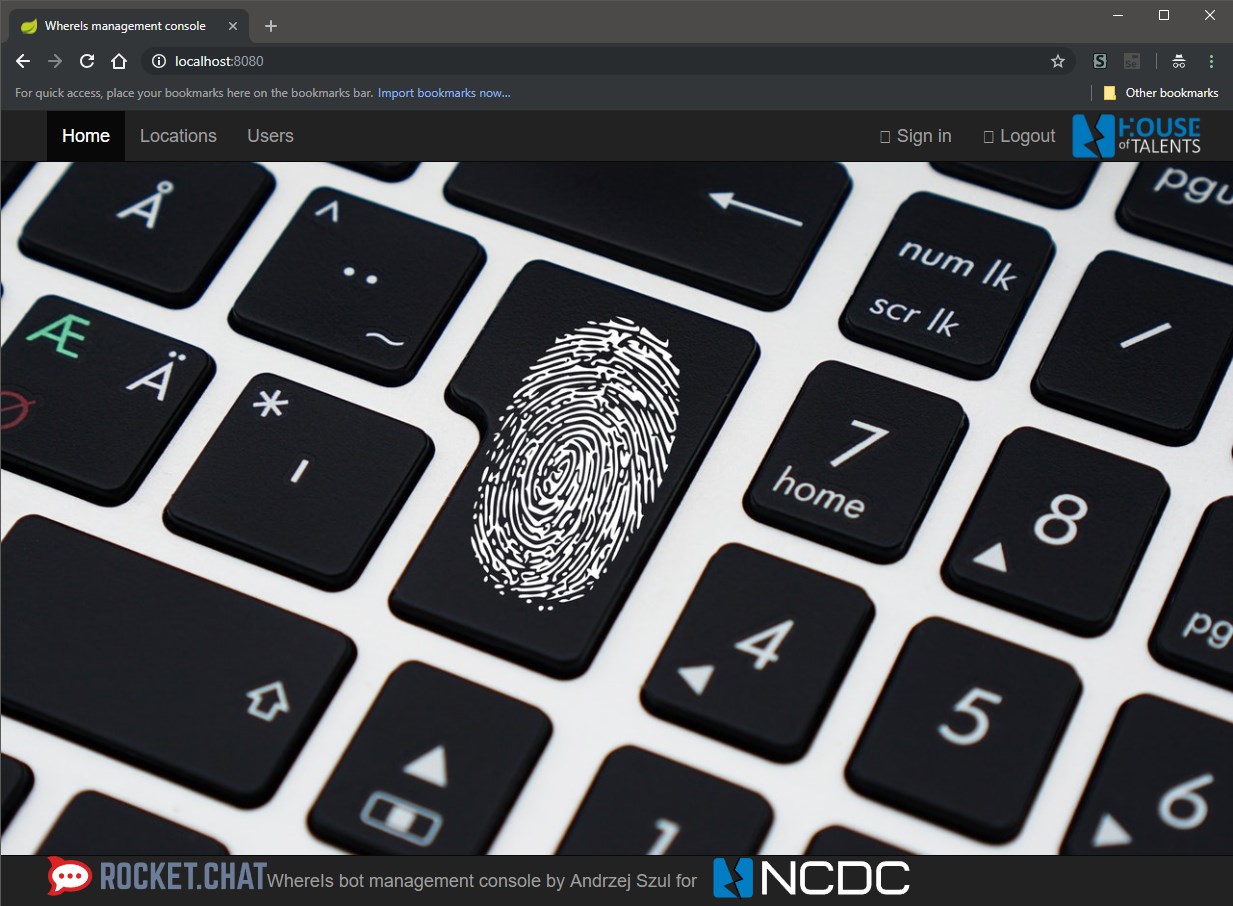 WhereIs management console
localhost:8080
For quick access, place your bookmarks here on the bookmarks bar. Import bookmarks now...
Other bookmarks
Home Locations Users Sign in Logout
HOUSE
of TALENTS
Å
^
¨
~
num lk
scr lk
pgu
/
Æ
Ä
Ø
*
'
7
home
8
4
5
pg
6
1
ROCKET.CHAT WhereIs bot management console by Andrzej Szul for NCDC